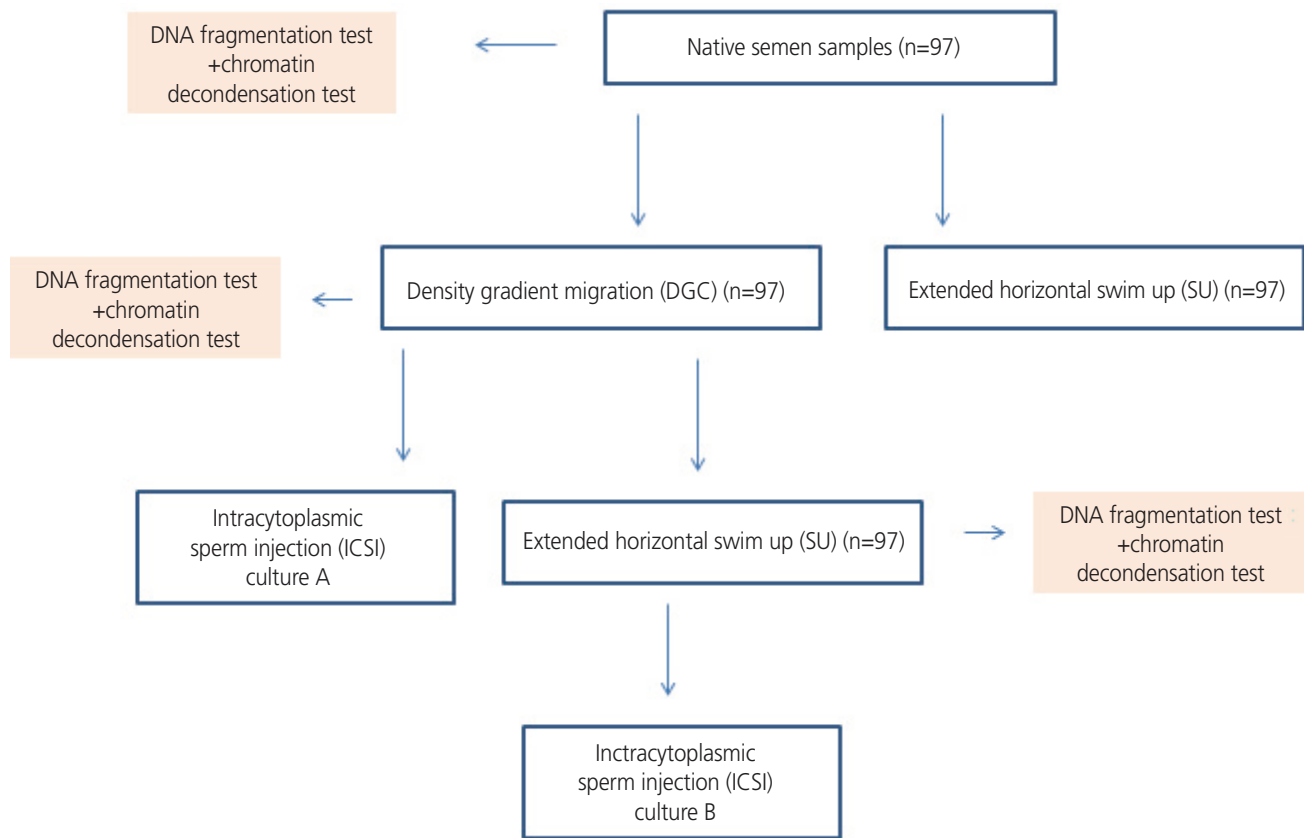 DNA fragmentation test
+chromatin
decondensation test
Native semen samples (n=97)
DNA fragmentation test
+chromatin
decondensation test
Density gradient migration (DGC) (n=97)
Extended horizontal swim up (SU) (n=97)
Intracytoplasmic
sperm injection (ICSI)
culture A
Extended horizontal swim up (SU) (n=97)
DNA fragmentation test
+chromatin
decondensation test
Inctracytoplasmic
sperm injection (ICSI)
culture B